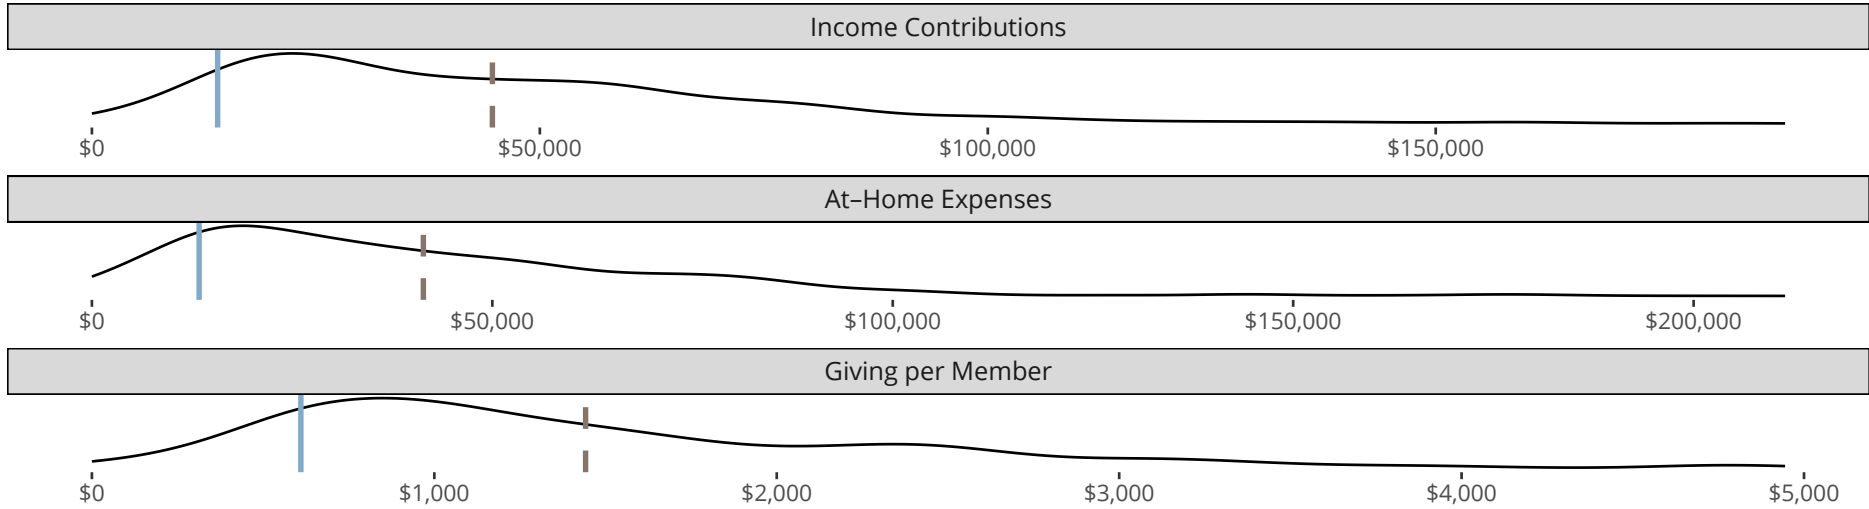 Income Contributions
$0 $50,000 $100,000 $150,000
At–Home Expenses
$0 $50,000 $100,000 $150,000 $200,000
Giving per Member
$0 $1,000 $2,000 $3,000 $4,000 $5,000